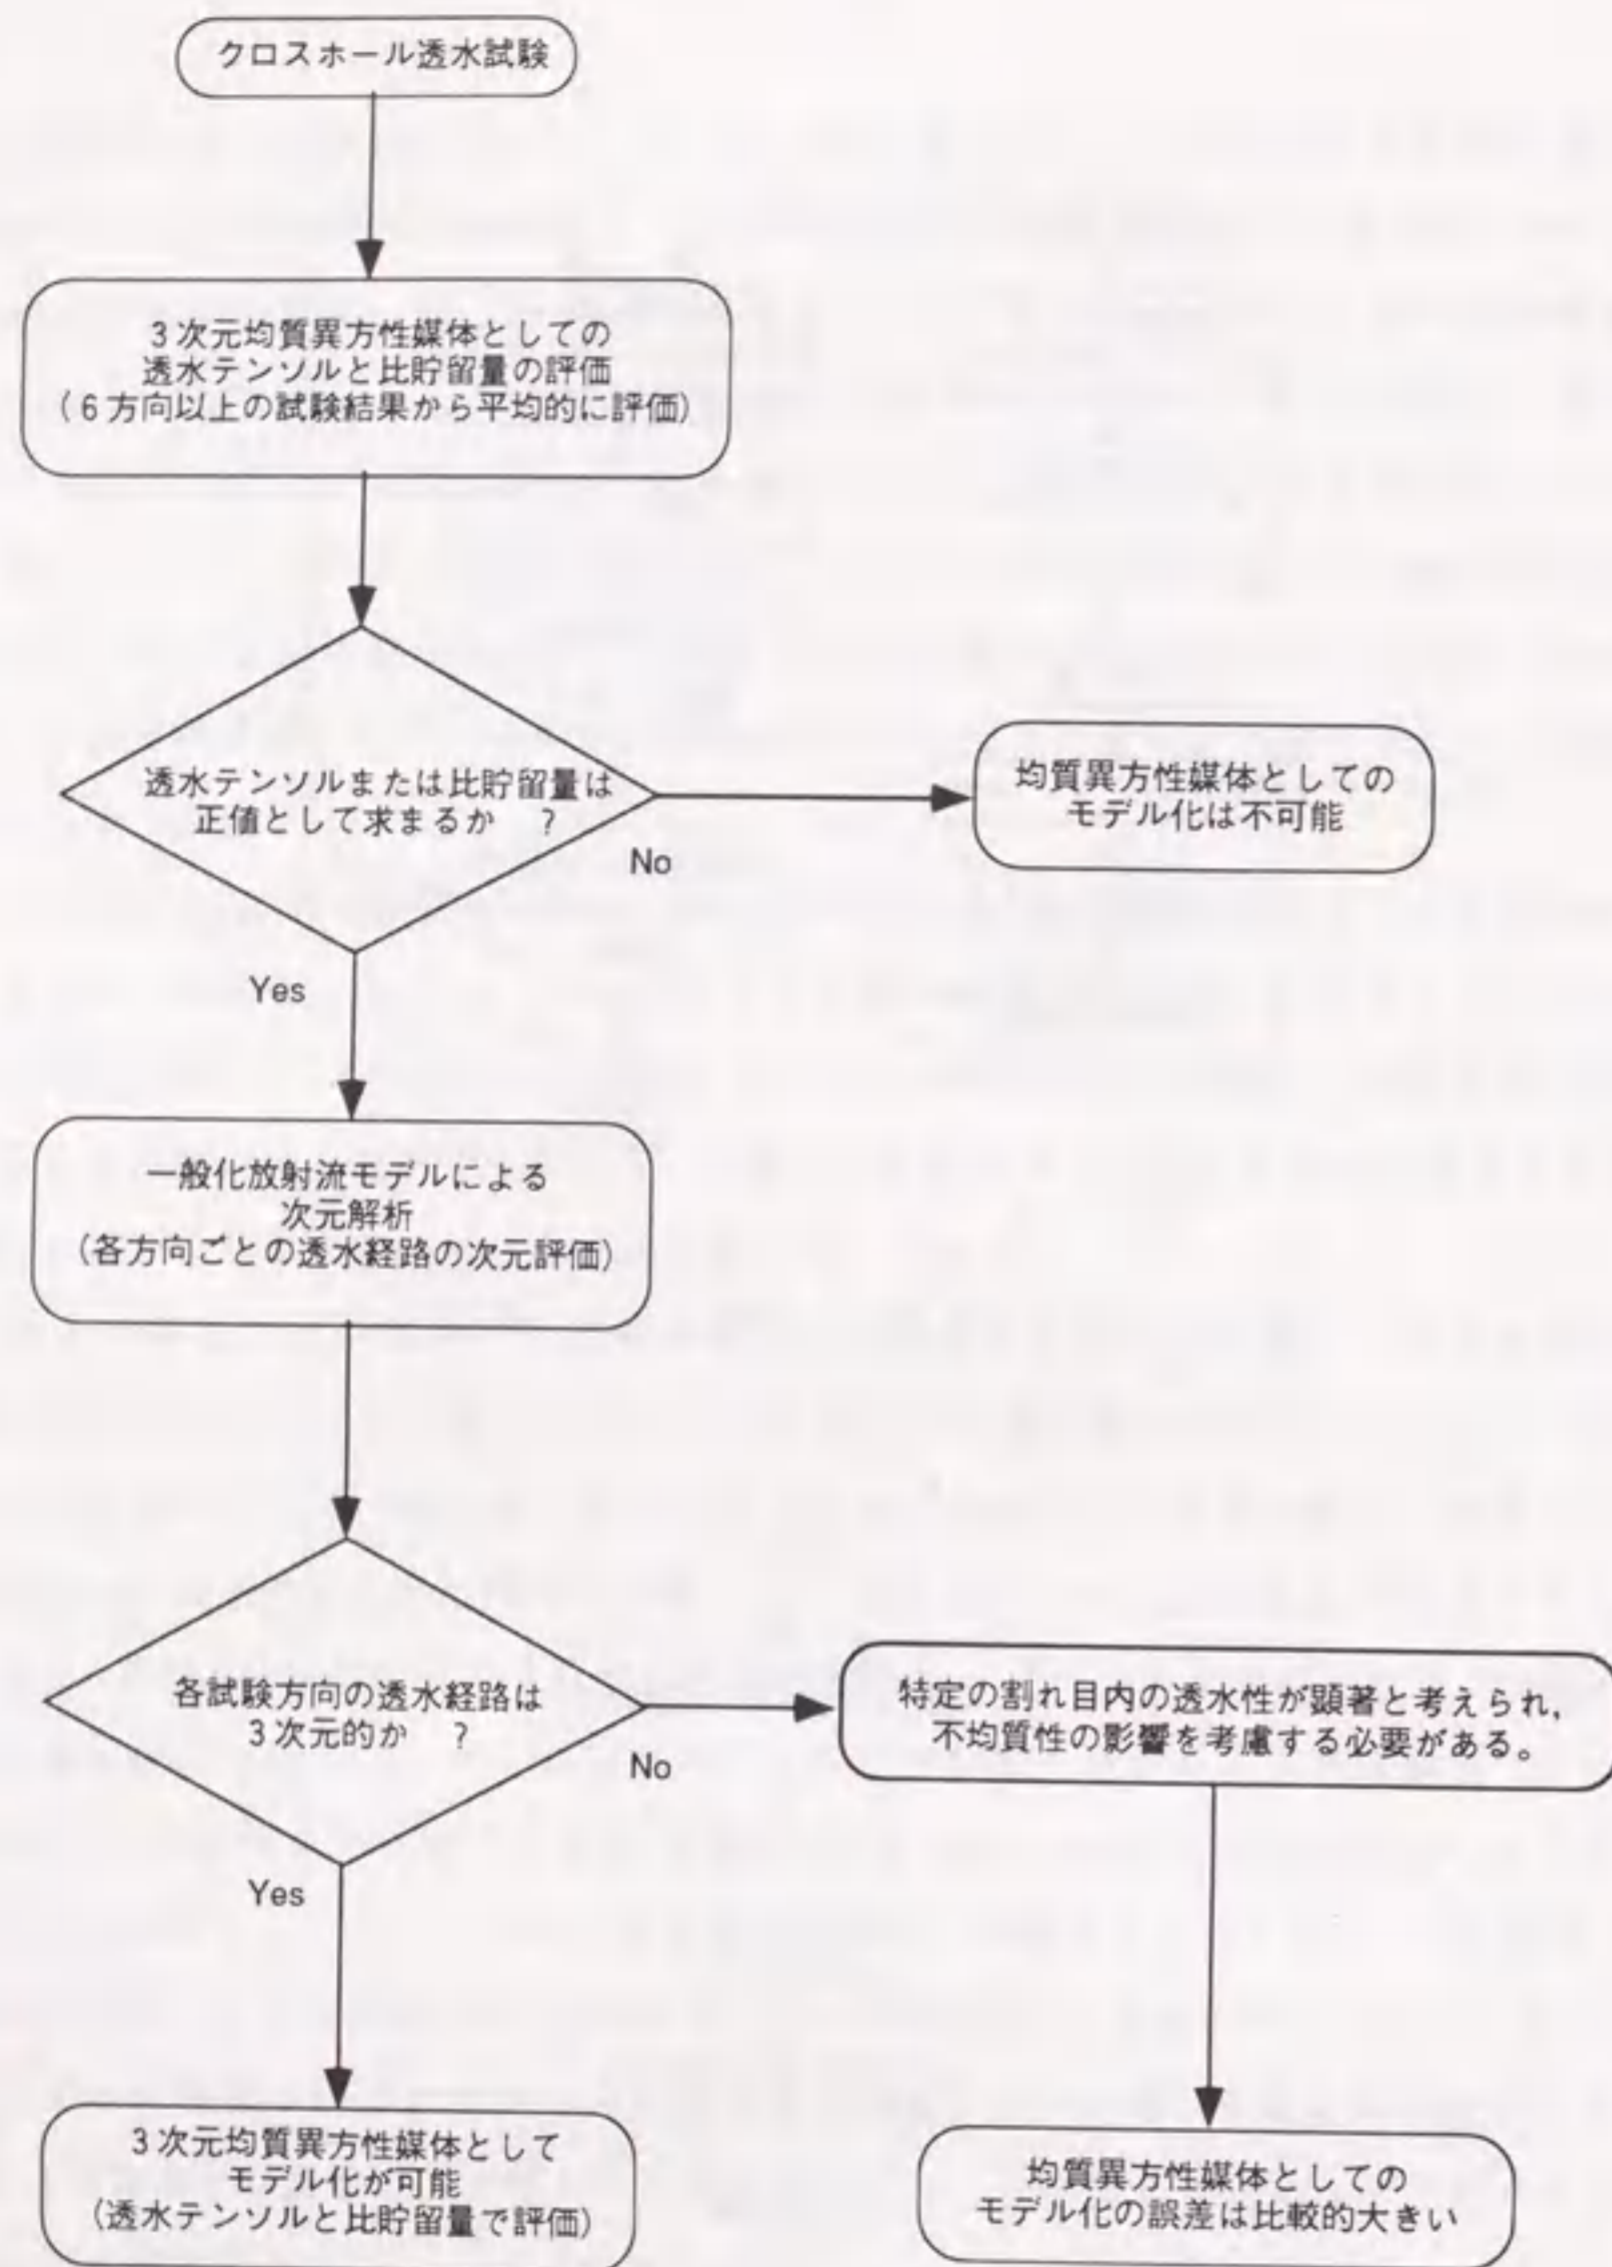 クロスホール透水試験
3次元均質異方性媒体としての
透水テンソルと比貯留量の評価
(6方向以上の試験結果から平均的に評価)
透水テンソルまたは比貯留量は
正値として求まるか ?
No
均質異方性媒体としての
モデル化は不可能
Yes
一般化放射流モデルによる
次元解析
(各方向ごとの透水経路の次元評価)
各試験方向の透水経路は
3次元的か ?
No
特定の割れ目内の透水性が顕著と考えられ,
不均質性の影響を考慮する必要がある。
Yes
3次元均質異方性媒体として
モデル化が可能
(透水テンソルと比貯留量で評価)
均質異方性媒体としての
モデル化の誤差は比較的大きい